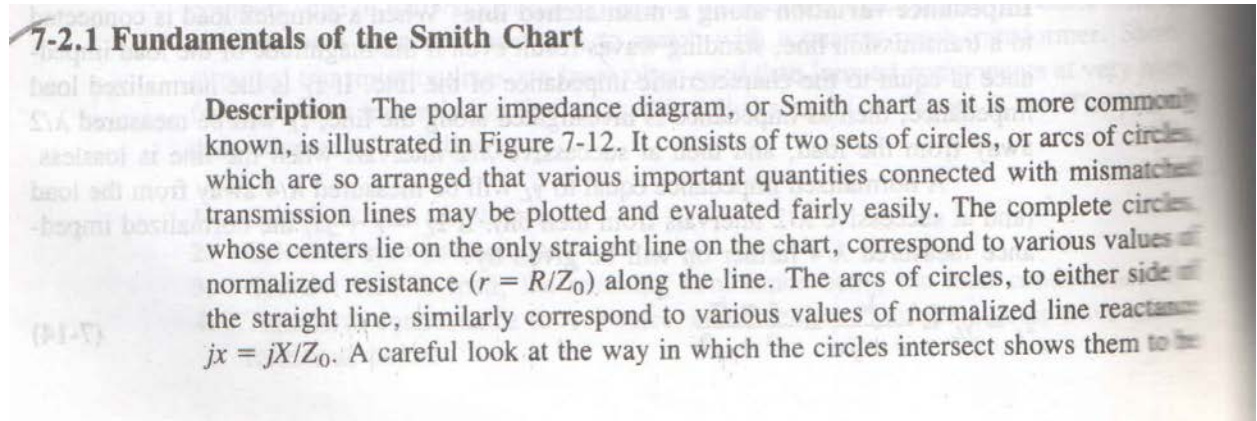 7-2.1 Fundamentals of the Smith Chart
Description The polar impedance diagram, or Smith chart as it is more commonly
known, is illustrated in Figure 7-12. It consists of two sets of circles, or arcs of circles,
which are so arranged that various important quantities connected with mismatched
transmission lines may be plotted and evaluated fairly easily. The complete circles,
whose centers lie on the only straight line on the chart, correspond to various values of
normalized resistance (r = R/Z₀) along the line. The arcs of circles, to either side of
the straight line, similarly correspond to various values of normalized line reactance
jx = jX/Z₀. A careful look at the way in which the circles intersect shows them to be